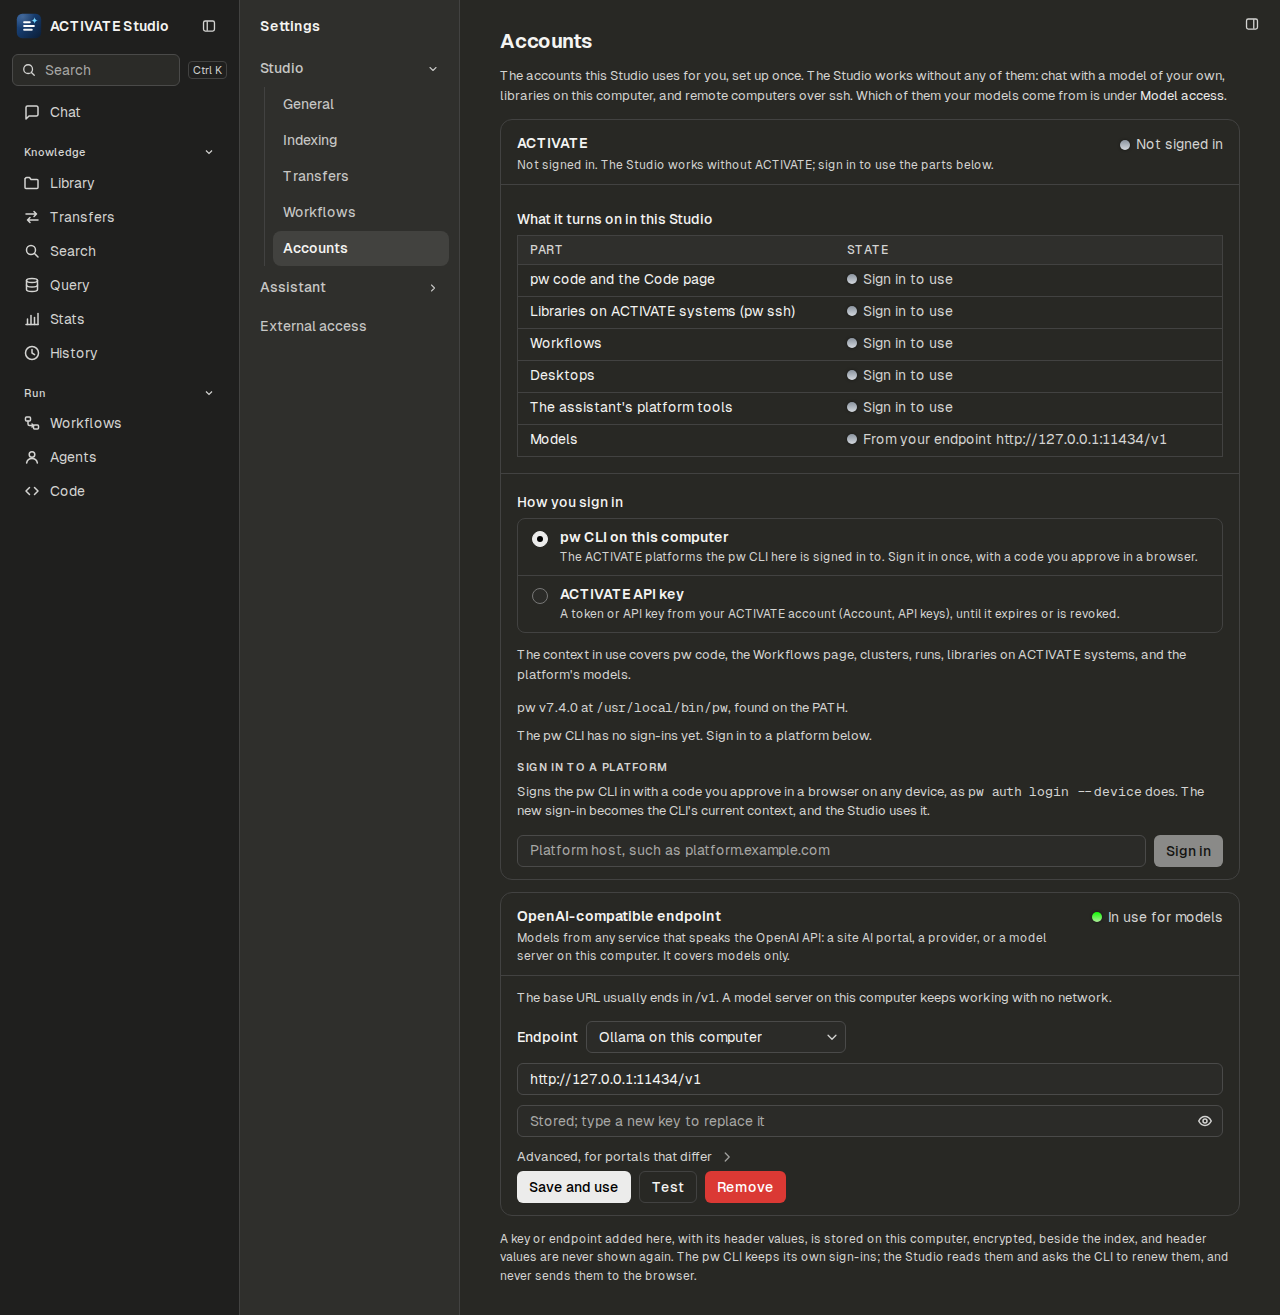 ACTIVATE Studio
Search
Ctrl K
Chat
Knowledge
Library
Transfers
Search
Query
Stats
History
Run
Workflows
Agents
Code
Settings
Studio
General
Indexing
Transfers
Workflows
Accounts
Assistant
External access
Accounts
The accounts this Studio uses for you, set up once. The Studio works without any of them: chat with a model of your own,
libraries on this computer, and remote computers over ssh. Which of them your models come from is under Model access.
ACTIVATE
Not signed in
Not signed in. The Studio works without ACTIVATE; sign in to use the parts below.
What it turns on in this Studio
PART STATE
pw code and the Code page Sign in to use
Libraries on ACTIVATE systems (pw ssh) Sign in to use
Workflows Sign in to use
Desktops Sign in to use
The assistant's platform tools Sign in to use
Models From your endpoint http://127.0.0.1:11434/v1
How you sign in
pw CLI on this computer
The ACTIVATE platforms the pw CLI here is signed in to. Sign it in once, with a code you approve in a browser.
ACTIVATE API key
A token or API key from your ACTIVATE account (Account, API keys), until it expires or is revoked.
The context in use covers pw code, the Workflows page, clusters, runs, libraries on ACTIVATE systems, and the
platform's models.
pw v7.4.0 at /usr/local/bin/pw, found on the PATH.
The pw CLI has no sign-ins yet. Sign in to a platform below.
SIGN IN TO A PLATFORM
Signs the pw CLI in with a code you approve in a browser on any device, as pw auth login --device does. The
new sign-in becomes the CLI's current context, and the Studio uses it.
Platform host, such as platform.example.com
Sign in
OpenAI-compatible endpoint
In use for models
Models from any service that speaks the OpenAI API: a site AI portal, a provider, or a model
server on this computer. It covers models only.
The base URL usually ends in /v1. A model server on this computer keeps working with no network.
Endpoint Ollama on this computer
http://127.0.0.1:11434/v1
Stored; type a new key to replace it
Advanced, for portals that differ
Save and use Test Remove
A key or endpoint added here, with its header values, is stored on this computer, encrypted, beside the index, and header
values are never shown again. The pw CLI keeps its own sign-ins; the Studio reads them and asks the CLI to renew them, and
never sends them to the browser.